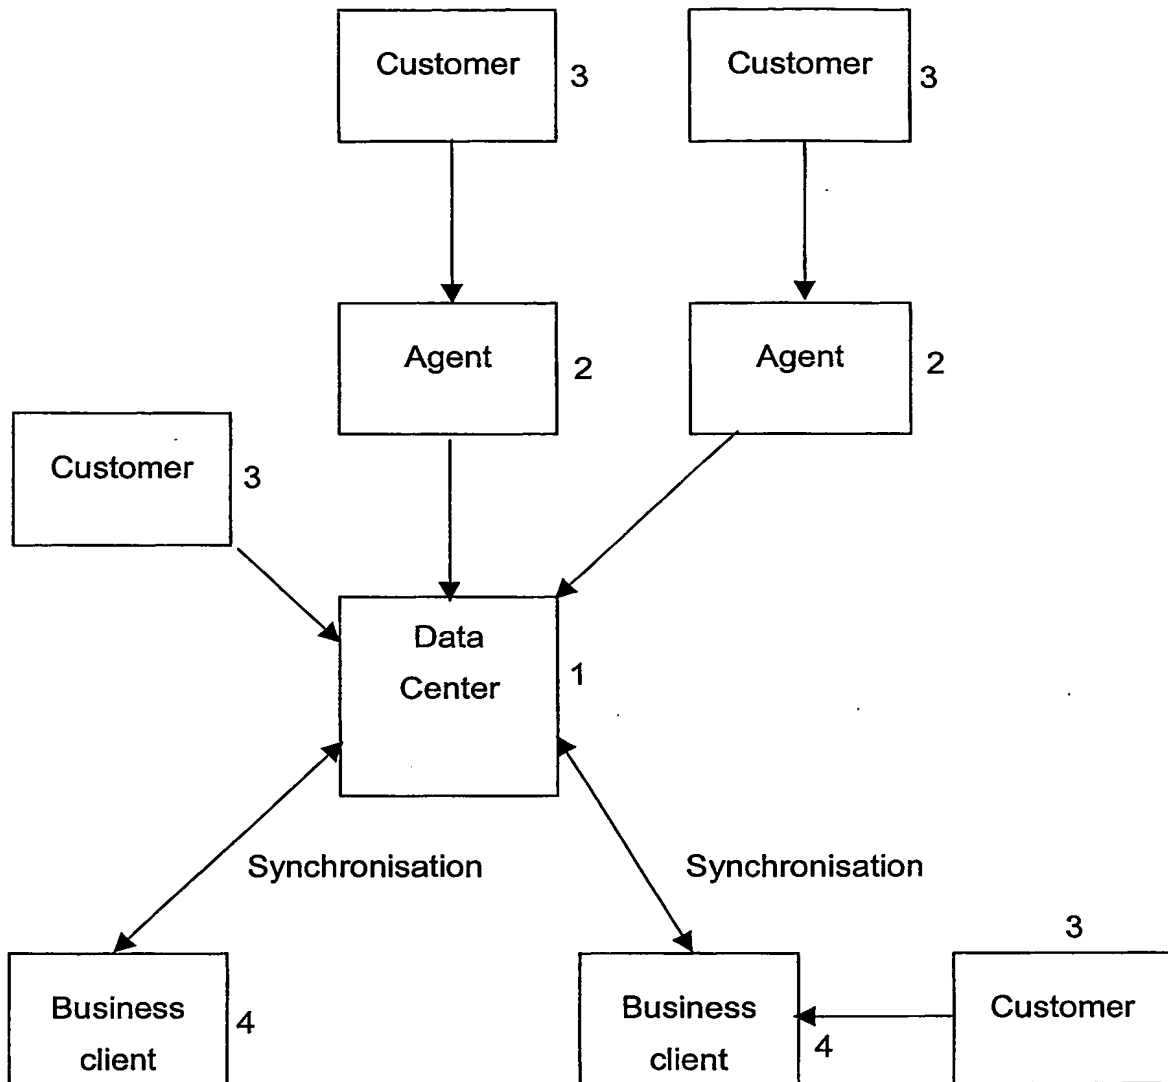 Customer 3
Customer 3
Agent 2
Agent 2
Customer 3
Data
Center
1
Synchronisation
Synchronisation
3
Business
client
4
Business
client
4
Customer